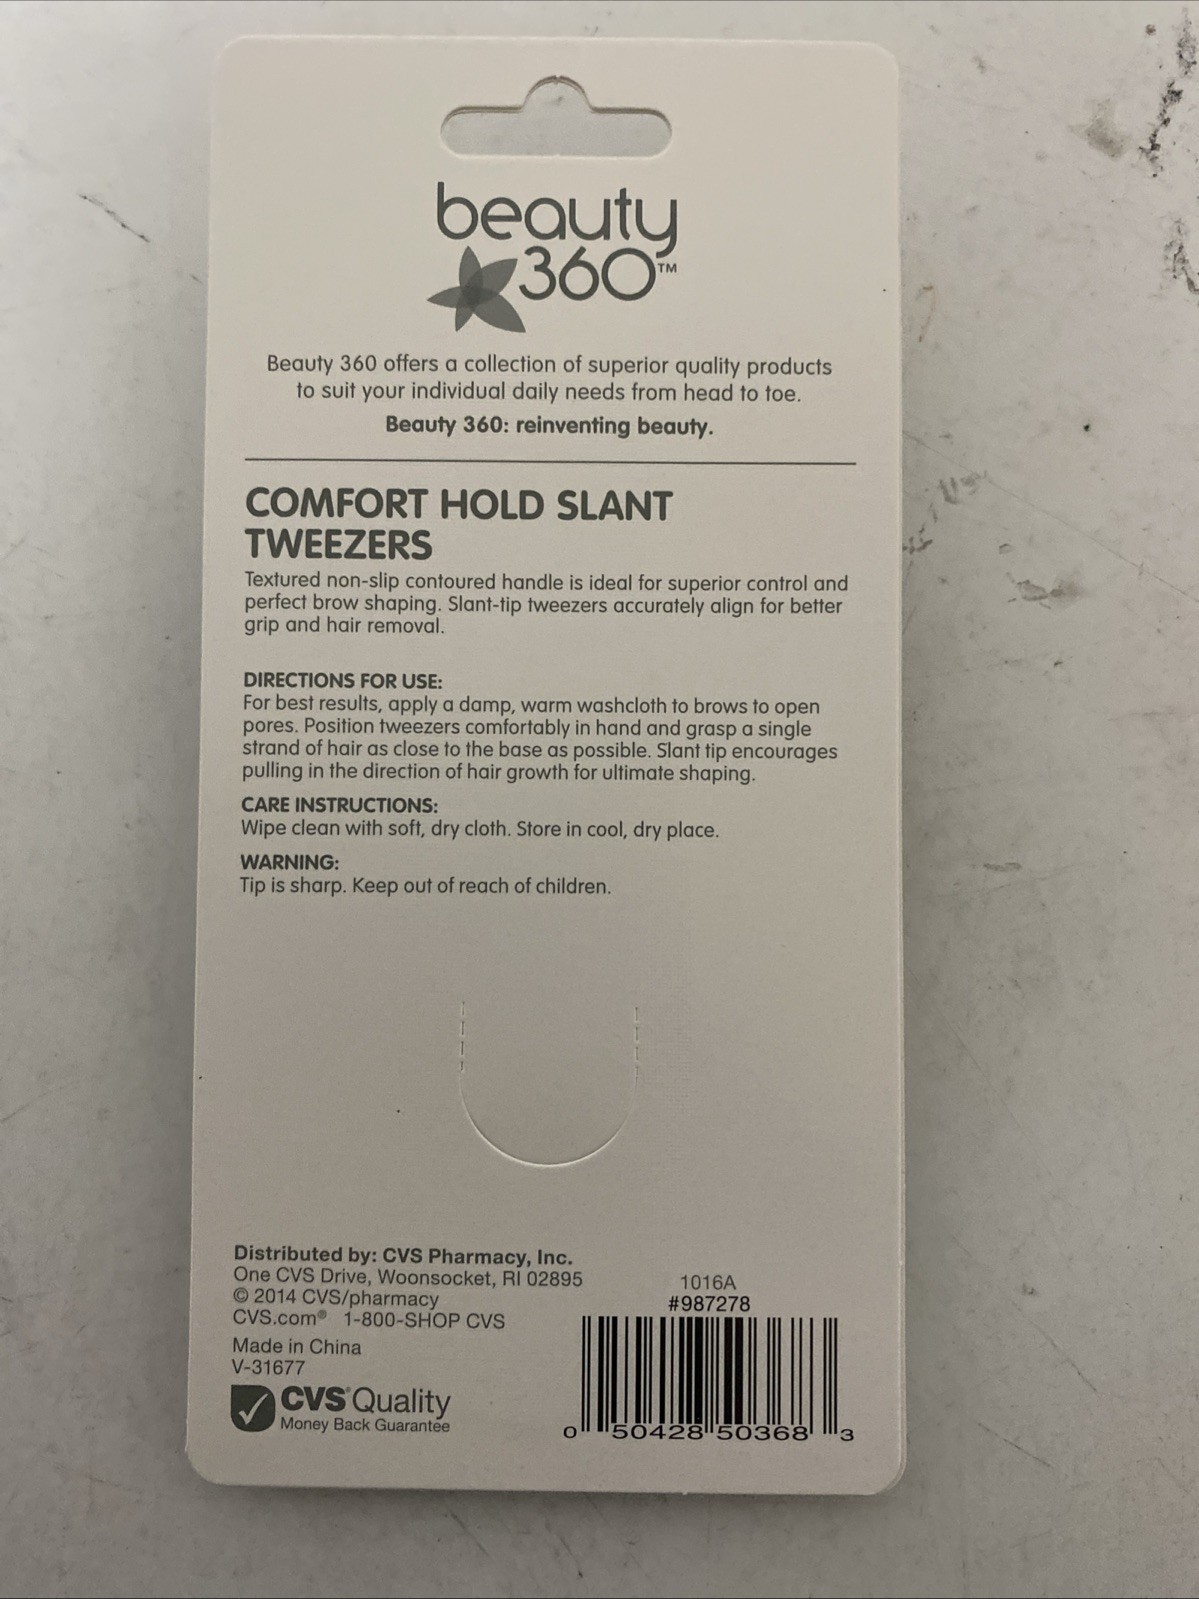 beauty
360™
Beauty 360 offers a collection of superior quality products
to suit your individual daily needs from head to toe.
Beauty 360: reinventing beauty.
COMFORT HOLD SLANT
TWEEZERS
Textured non-slip contoured handle is ideal for superior control and
perfect brow shaping. Slant-tip tweezers accurately align for better
grip and hair removal.
DIRECTIONS FOR USE:
For best results, apply a damp, warm washcloth to brows to open
pores. Position tweezers comfortably in hand and grasp a single
strand of hair as close to the base as possible. Slant tip encourages
pulling in the direction of hair growth for ultimate shaping.
CARE INSTRUCTIONS:
Wipe clean with soft, dry cloth. Store in cool, dry place.
WARNING:
Tip is sharp. Keep out of reach of children.
Distributed by: CVS Pharmacy, Inc.
One CVS Drive, Woonsocket, RI 02895
© 2014 CVS/pharmacy
CVS.com® 1-800-SHOP CVS
Made in China
V-31677
CVS® Quality
Money Back Guarantee
1016A
#987278
0 50428 50368 3